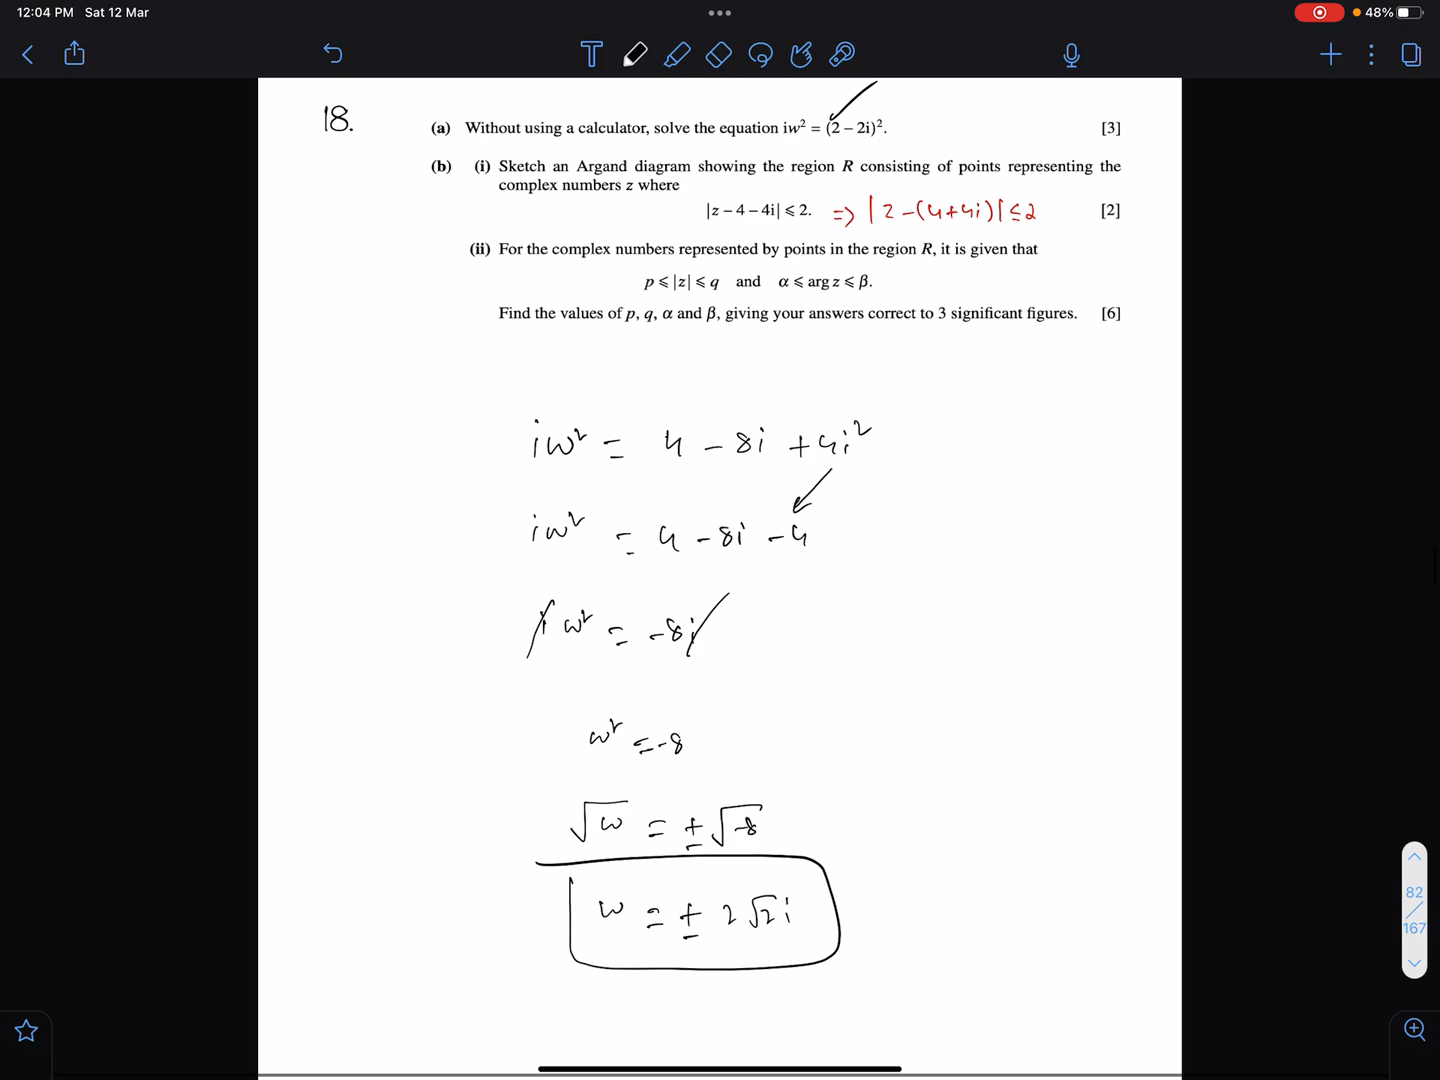 12:04 PM Sat 12 Mar
48%
18.
(a) Without using a calculator, solve the equation iw² = (2 – 2i)². [3]
(b) (i) Sketch an Argand diagram showing the region R consisting of points representing the
complex numbers z where
|z – 4 – 4i| ⩽ 2. => |z -(4+4i)| ≤ 2 [2]
(ii) For the complex numbers represented by points in the region R, it is given that
p ⩽ |z| ⩽ q and α ⩽ arg z ⩽ β.
Find the values of p, q, α and β, giving your answers correct to 3 significant figures. [6]
iw² = 4 - 8i + 4i²
iw² = 4 - 8i - 4
iw² = -8i
w² = -8
√w = ± √-8
w = ± 2√2 i
82
167